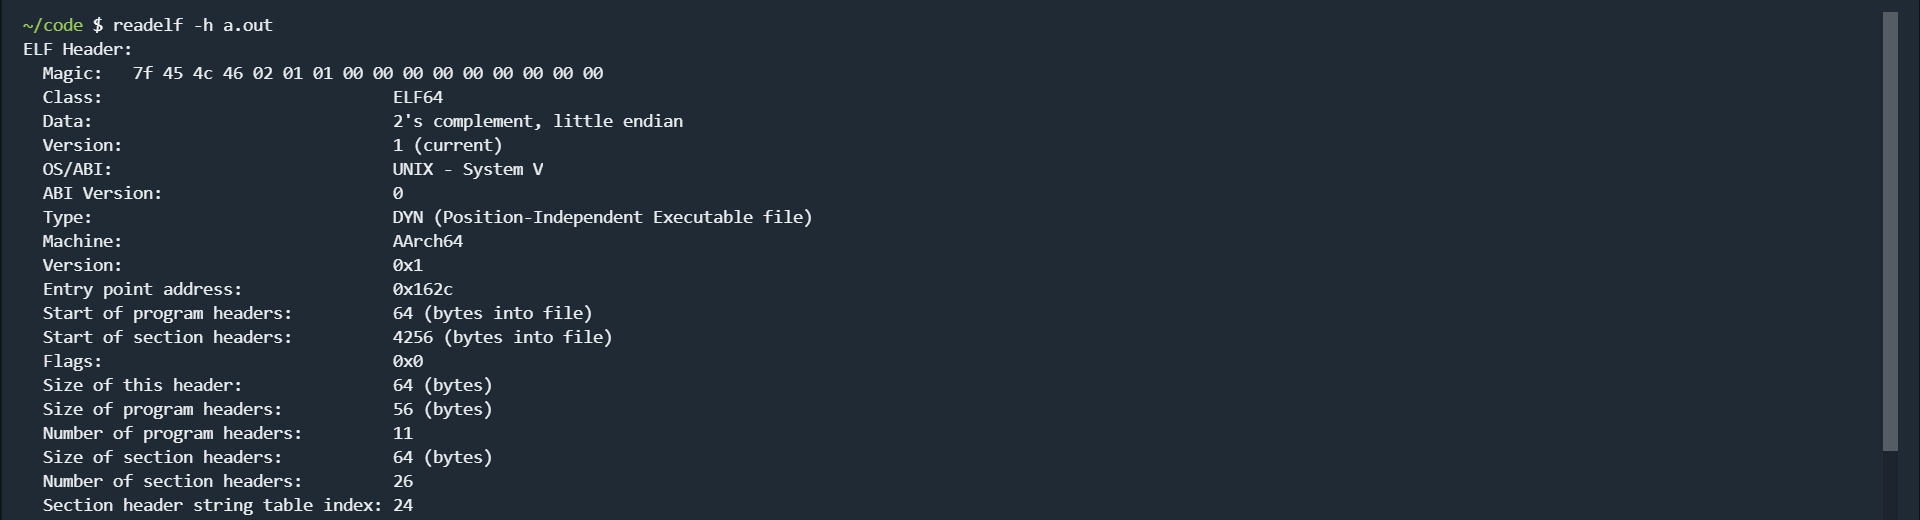 ~/code $ readelf -h a.out
ELF Header:
  Magic:   7f 45 4c 46 02 01 01 00 00 00 00 00 00 00 00 00
  Class:                             ELF64
  Data:                              2's complement, little endian
  Version:                           1 (current)
  OS/ABI:                            UNIX - System V
  ABI Version:                       0
  Type:                              DYN (Position-Independent Executable file)
  Machine:                           AArch64
  Version:                           0x1
  Entry point address:               0x162c
  Start of program headers:          64 (bytes into file)
  Start of section headers:          4256 (bytes into file)
  Flags:                             0x0
  Size of this header:               64 (bytes)
  Size of program headers:           56 (bytes)
  Number of program headers:         11
  Size of section headers:           64 (bytes)
  Number of section headers:         26
  Section header string table index: 24